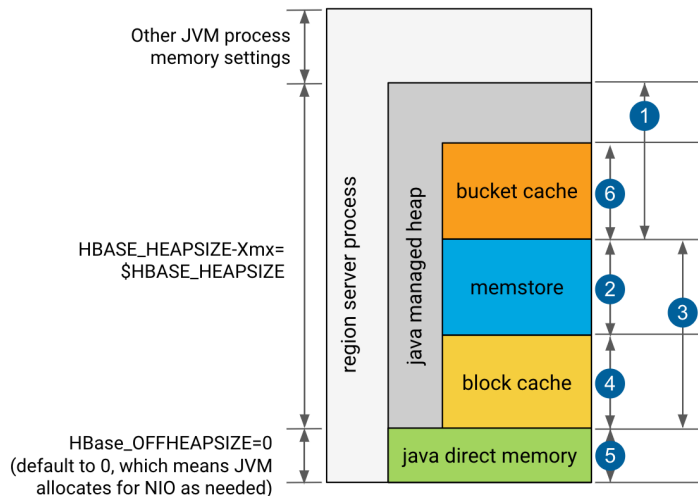 Other JVM process
memory settings
HBASE_HEAPSIZE-Xmx=
$HBASE_HEAPSIZE
HBase_OFFHEAPSIZE=0
(default to 0, which means JVM
allocates for NIO as needed)
region server process
java managed heap
bucket cache
memstore
block cache
java direct memory
1
6
2
3
4
5